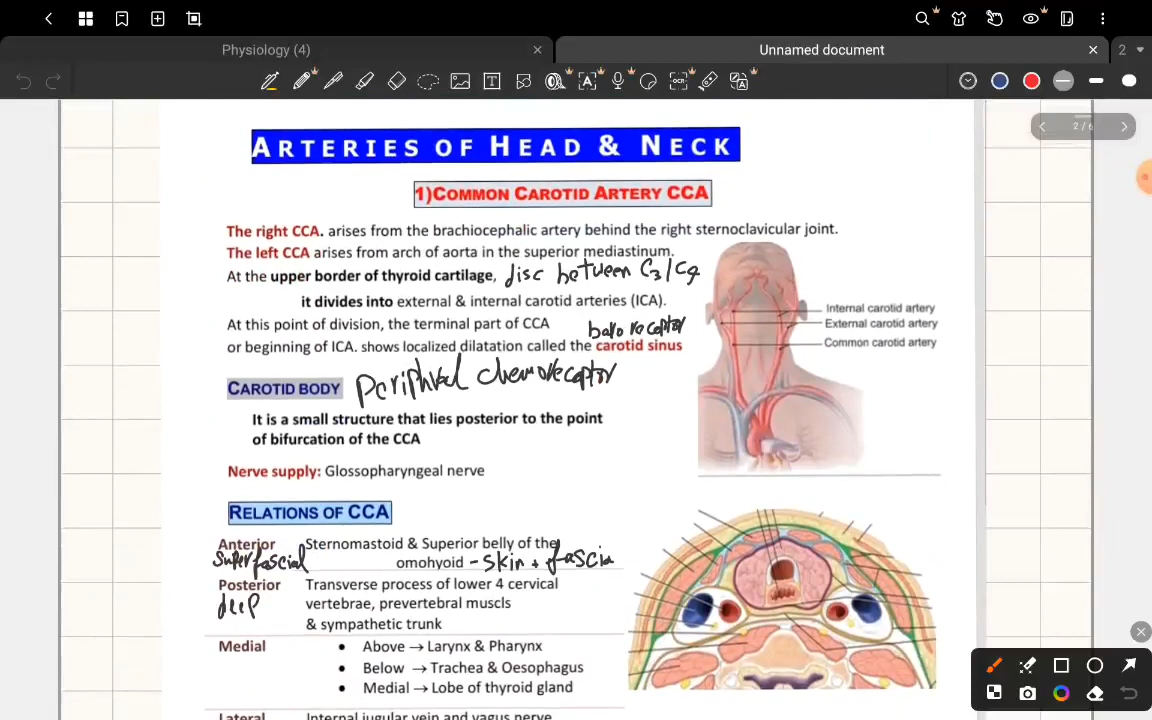 Physiology (4)
Unnamed document
2
2/6
ARTERIES OF HEAD & NECK
1)COMMON CAROTID ARTERY CCA
The right CCA. arises from the brachiocephalic artery behind the right sternoclavicular joint.
The left CCA arises from arch of aorta in the superior mediastinum.
At the upper border of thyroid cartilage, disc between C3/C4
it divides into external & internal carotid arteries (ICA).
At this point of division, the terminal part of CCA
baro receptor
or beginning of ICA. shows localized dilatation called the carotid sinus
Internal carotid artery
External carotid artery
Common carotid artery
CAROTID BODY periphral chemoreceptor
It is a small structure that lies posterior to the point
of bifurcation of the CCA
Nerve supply: Glossopharyngeal nerve
RELATIONS OF CCA
Anterior Sternomastoid & Superior belly of the
superfascial omohyoid - skin + fascia
Posterior Transverse process of lower 4 cervical
deep vertebrae, prevertebral muscls
& sympathetic trunk
Medial • Above → Larynx & Pharynx
• Below → Trachea & Oesophagus
• Medial → Lobe of thyroid gland
Lateral Internal jugular vein and vagus nerve